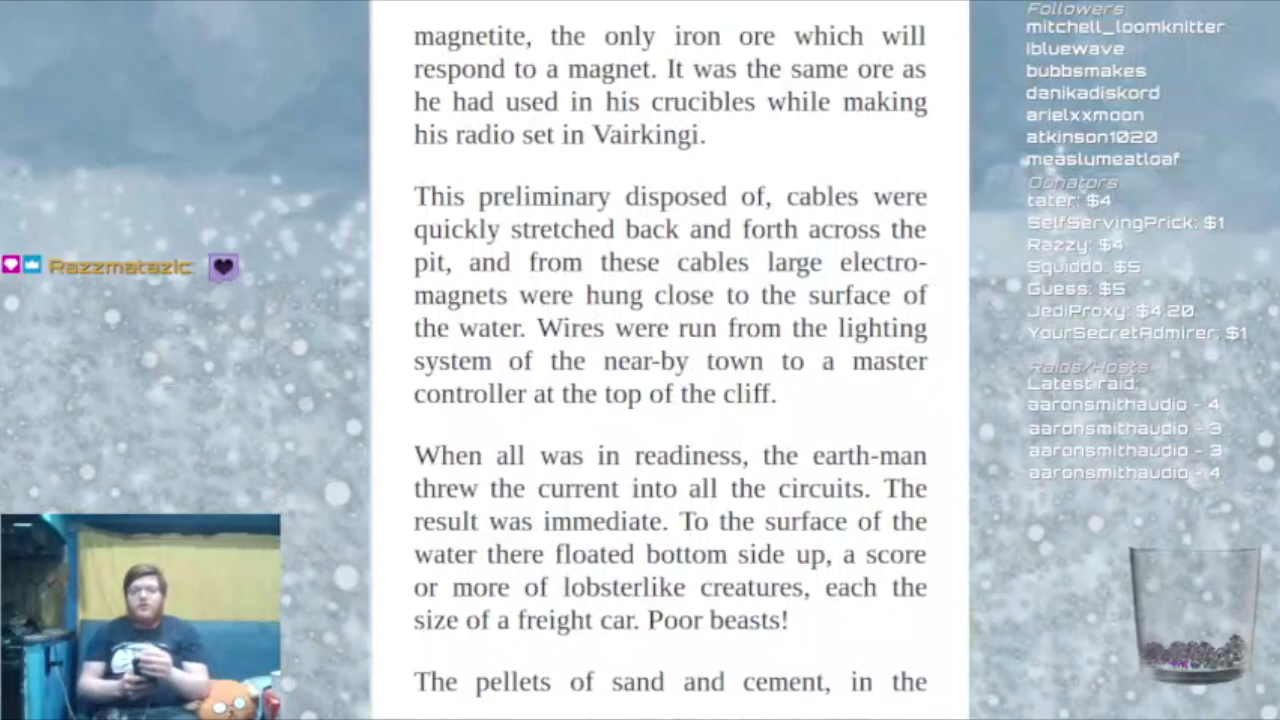 magnetite, the only iron ore which will
respond to a magnet. It was the same ore as
he had used in his crucibles while making
his radio set in Vairkingi.
This preliminary disposed of, cables were
quickly stretched back and forth across the
pit, and from these cables large electro-
magnets were hung close to the surface of
the water. Wires were run from the lighting
system of the near-by town to a master
controller at the top of the cliff.
When all was in readiness, the earth-man
threw the current into all the circuits. The
result was immediate. To the surface of the
water there floated bottom side up, a score
or more of lobsterlike creatures, each the
size of a freight car. Poor beasts!
The pellets of sand and cement, in the
Razzmatazic:
Followers
mitchell_loomknitter
lbluewave
bubbsmakes
danikadiskord
arielxxmoon
atkinson1020
measlymeatloaf
Donators
tater: $4
SelfServingPrick: $1
Razzy: $4
Squiddo: $5
Guess: $5
JediProxy: $4.20
YourSecretAdmirer: $1
Raids/Hosts
Latest raid:
aaronsmithaudio - 4
aaronsmithaudio - 3
aaronsmithaudio - 3
aaronsmithaudio - 4